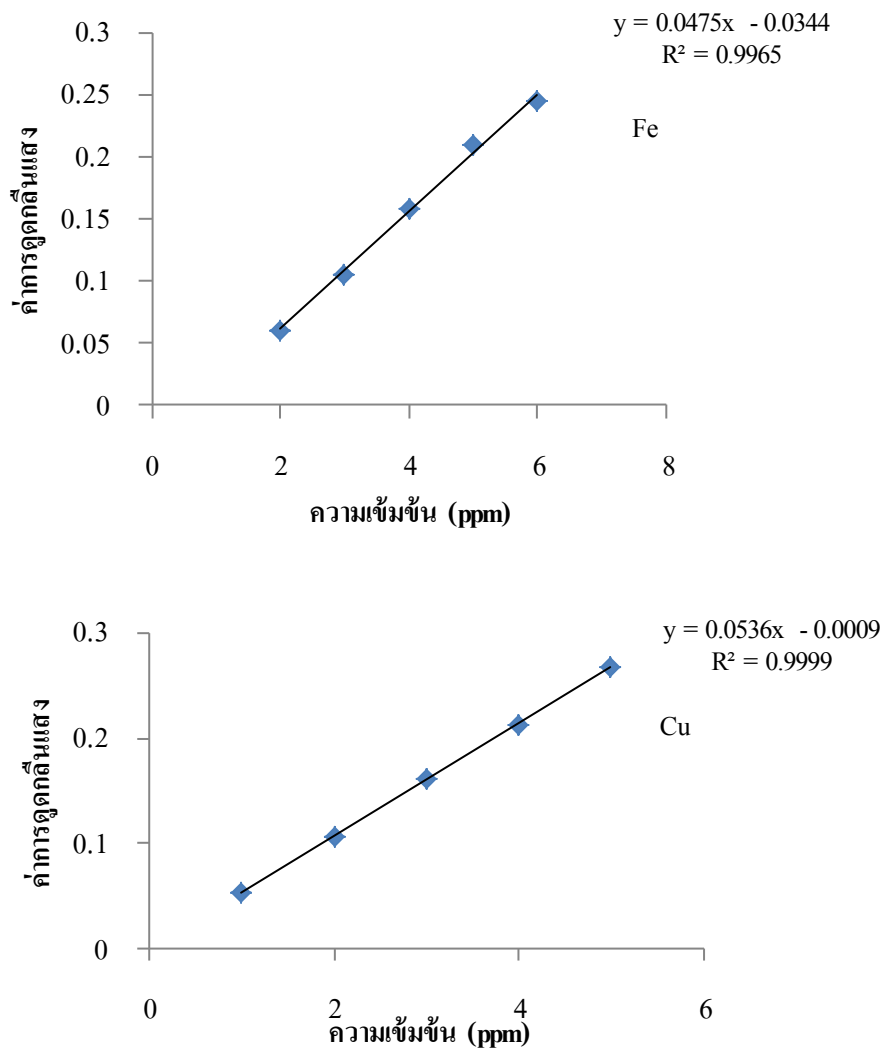 y = 0.0475x - 0.0344
R² = 0.9965
Fe
ค่าการดูดกลืนแสง
0.3
0.25
0.2
0.15
0.1
0.05
0
0 2 4 6 8
ความเข้มข้น (ppm)
y = 0.0536x - 0.0009
R² = 0.9999
Cu
ค่าการดูดกลืนแสง
0.3
0.2
0.1
0
0 2 4 6
ความเข้มข้น (ppm)